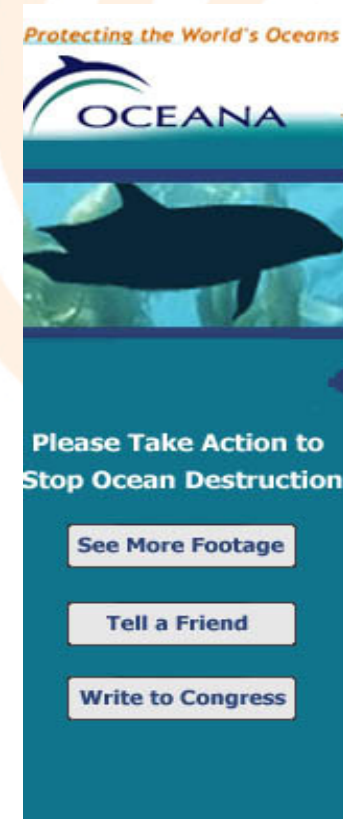 Protecting the World's Oceans
OCEANA
Please Take Action to
Stop Ocean Destruction
See More Footage
Tell a Friend
Write to Congress